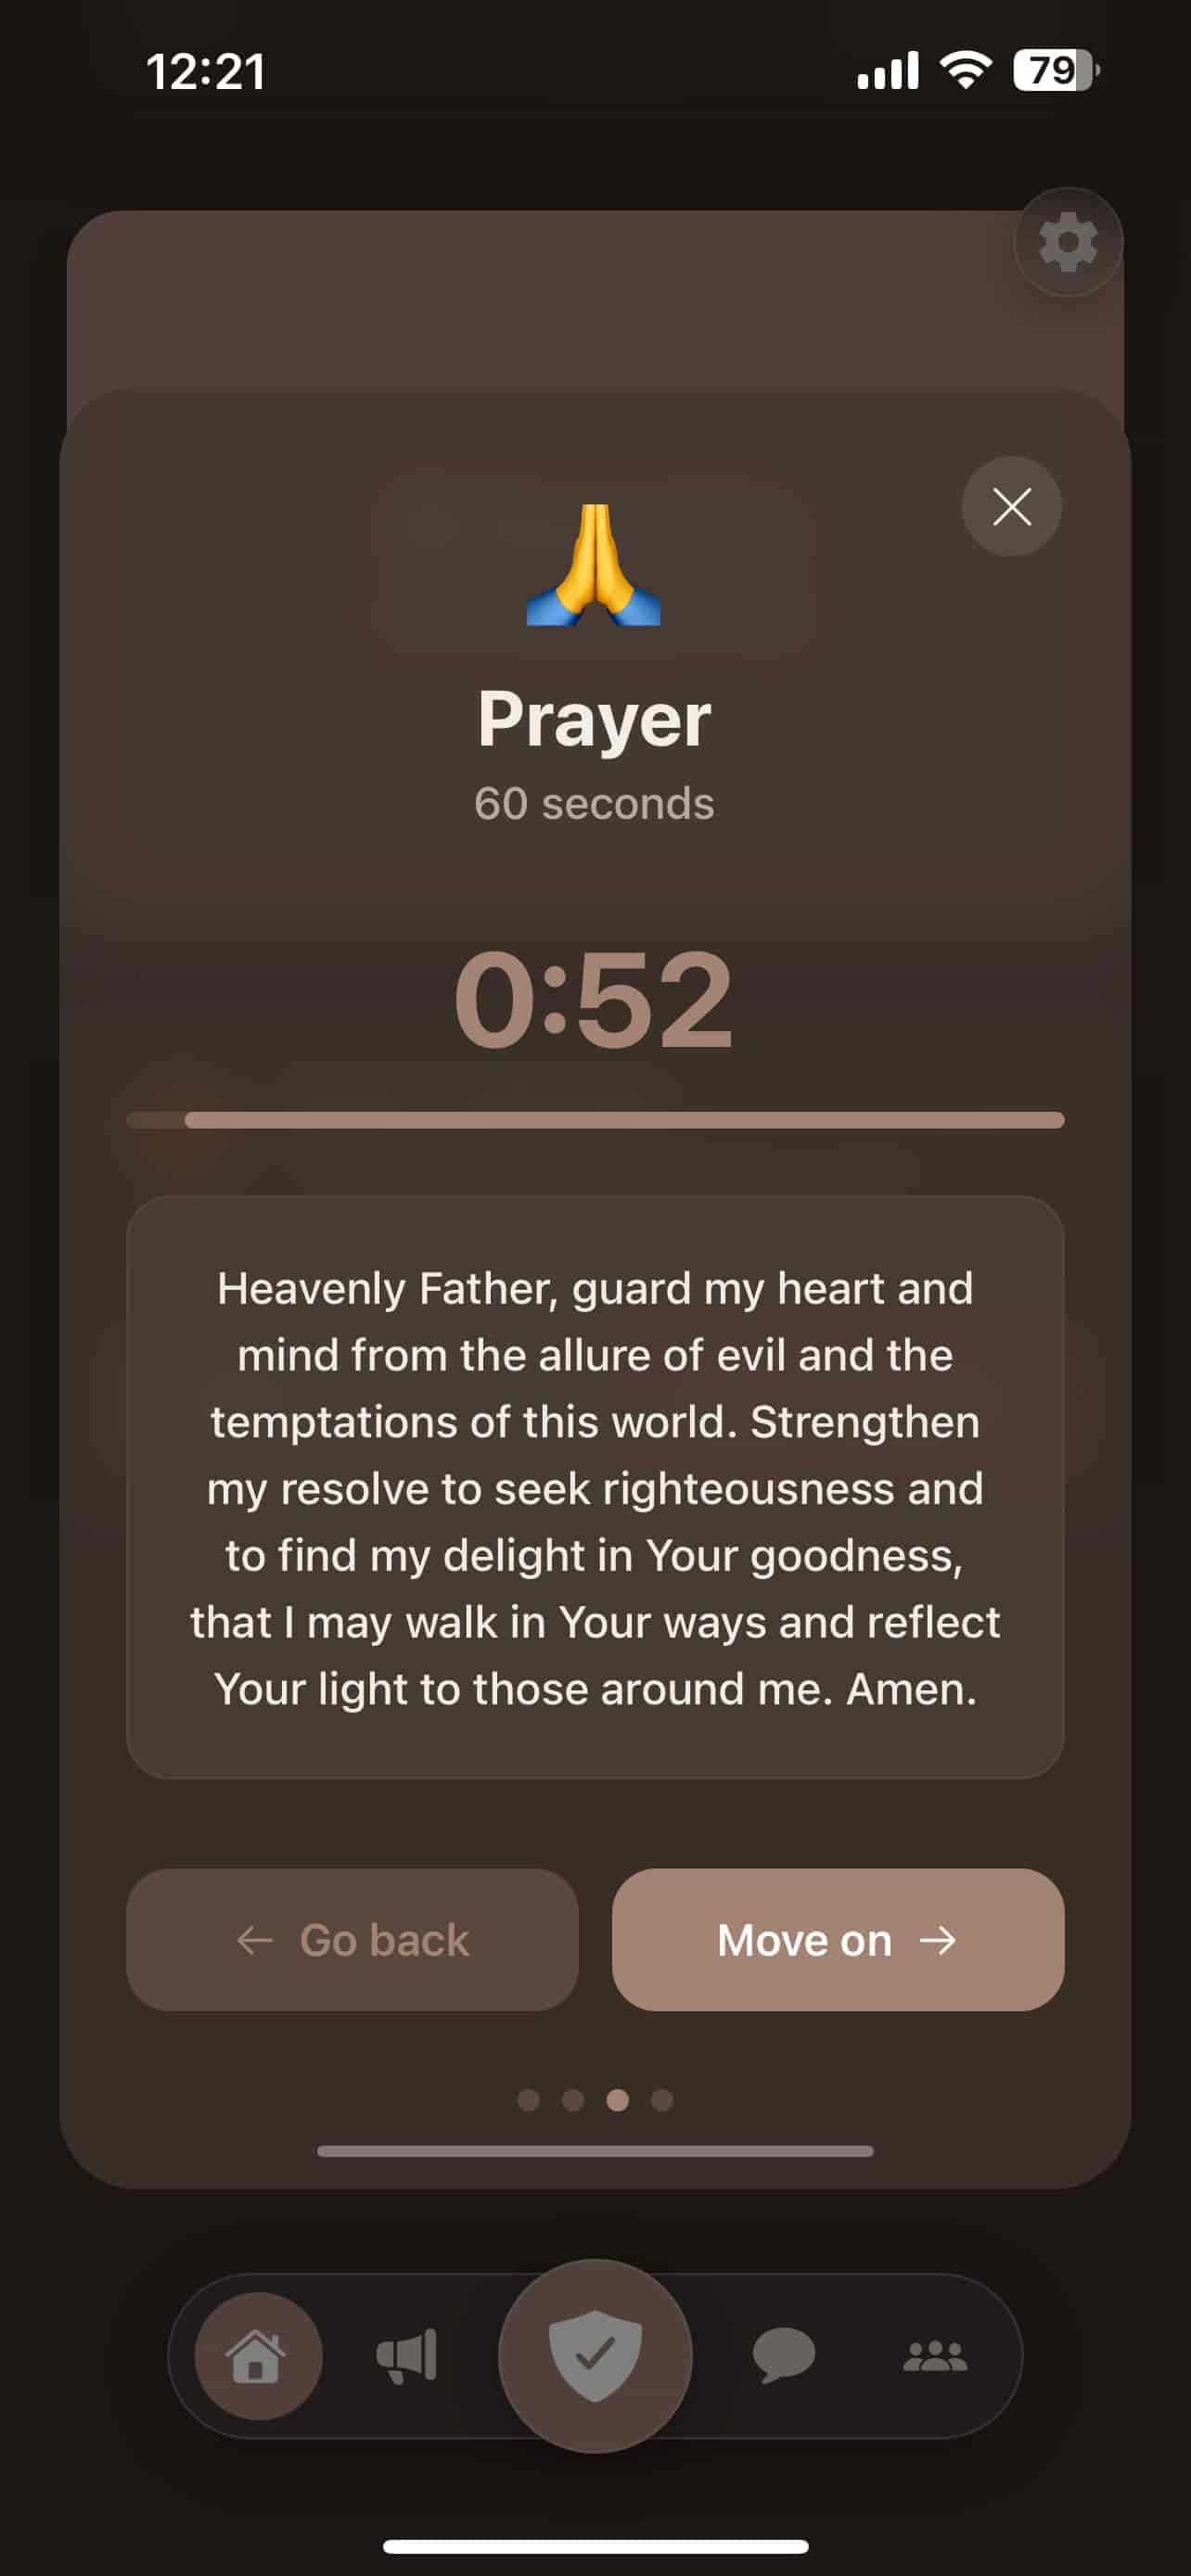 12:21
79
Prayer
60 seconds
0:52
Heavenly Father, guard my heart and
mind from the allure of evil and the
temptations of this world. Strengthen
my resolve to seek righteousness and
to find my delight in Your goodness,
that I may walk in Your ways and reflect
Your light to those around me. Amen.
← Go back
Move on →